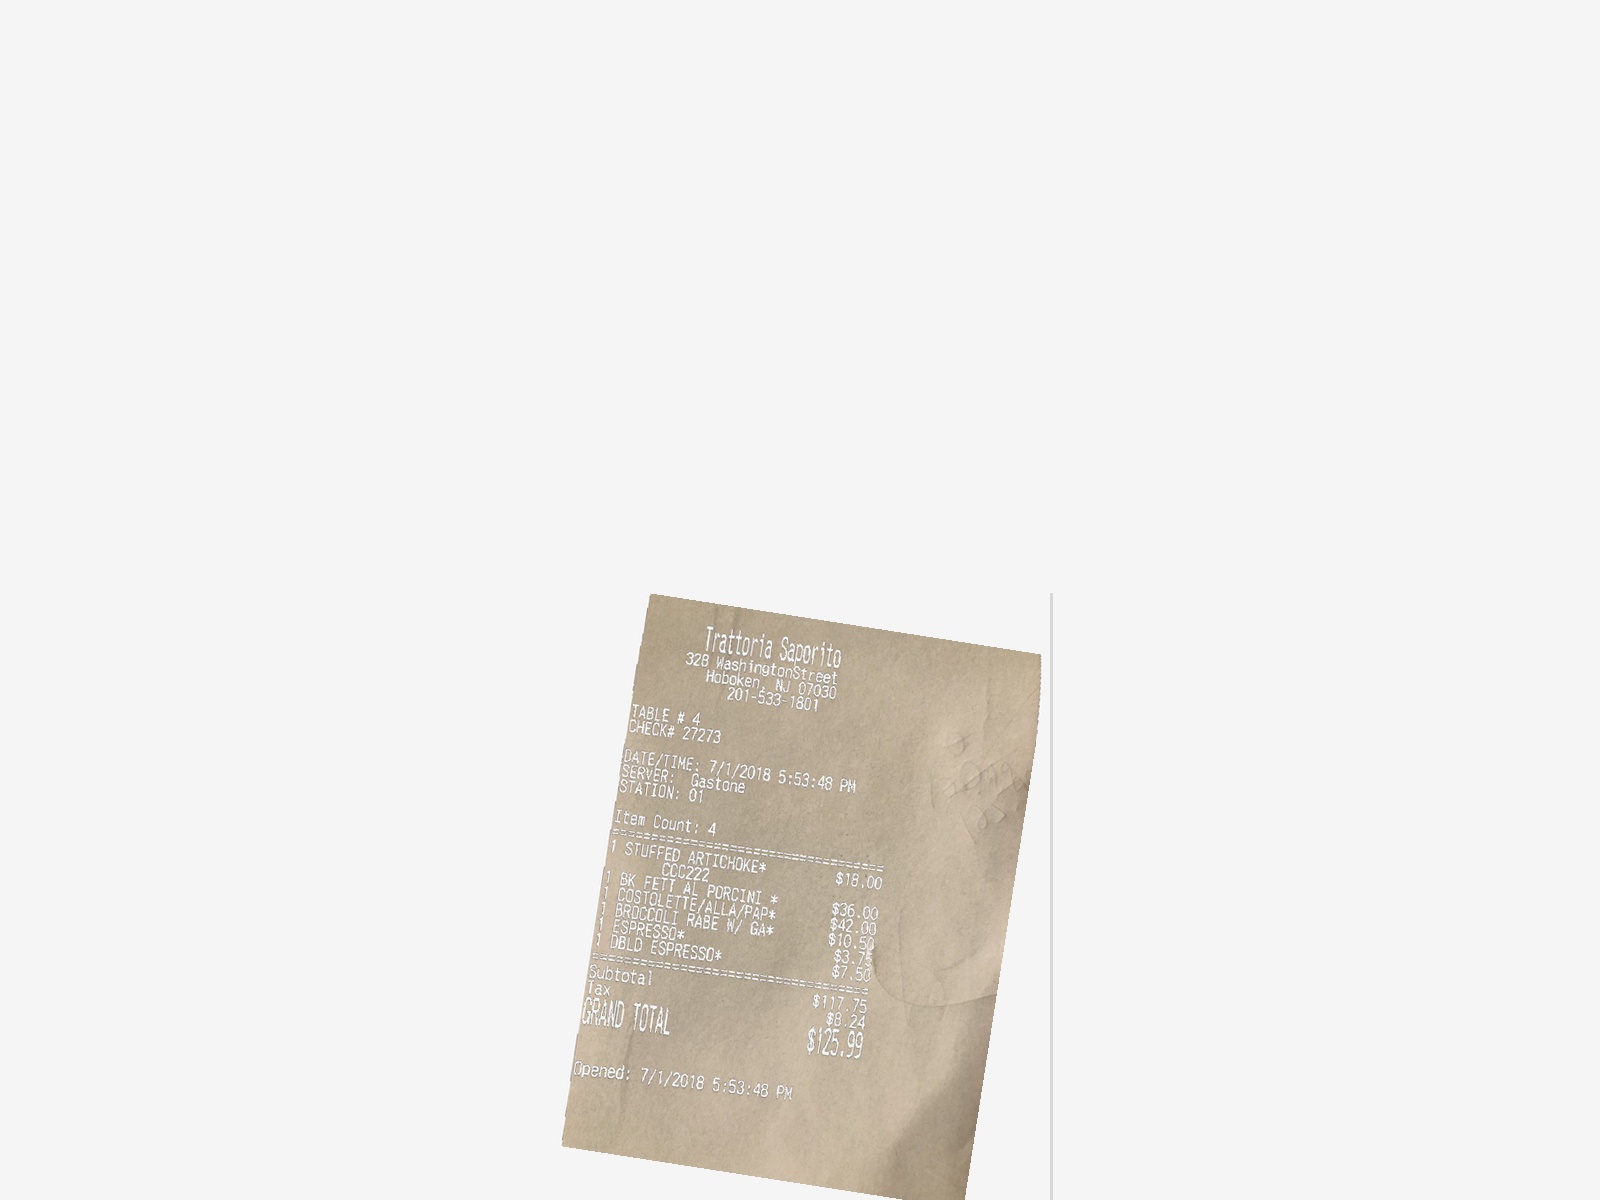 Trattoria Saporito
328 WashingtonStreet
Hoboken, NJ 07030
201-533-1801
TABLE # 4
CHECK# 27273
DATE/TIME: 7/1/2018 5:53:48 PM
SERVER: Gastone
STATION: 01
Item Count: 4
================================
1 STUFFED ARTICHOKE* $18.00
CCC222
1 BK FETT AL PORCINI * $36.00
1 COSTOLETTE/ALLA/PAP* $42.00
1 BROCCOLI RABE W/ GA* $10.50
1 ESPRESSO* $3.75
1 DBLD ESPRESSO* $7.50
================================
Subtotal $117.75
Tax $8.24
GRAND TOTAL $125.99
Opened: 7/1/2018 5:53:48 PM